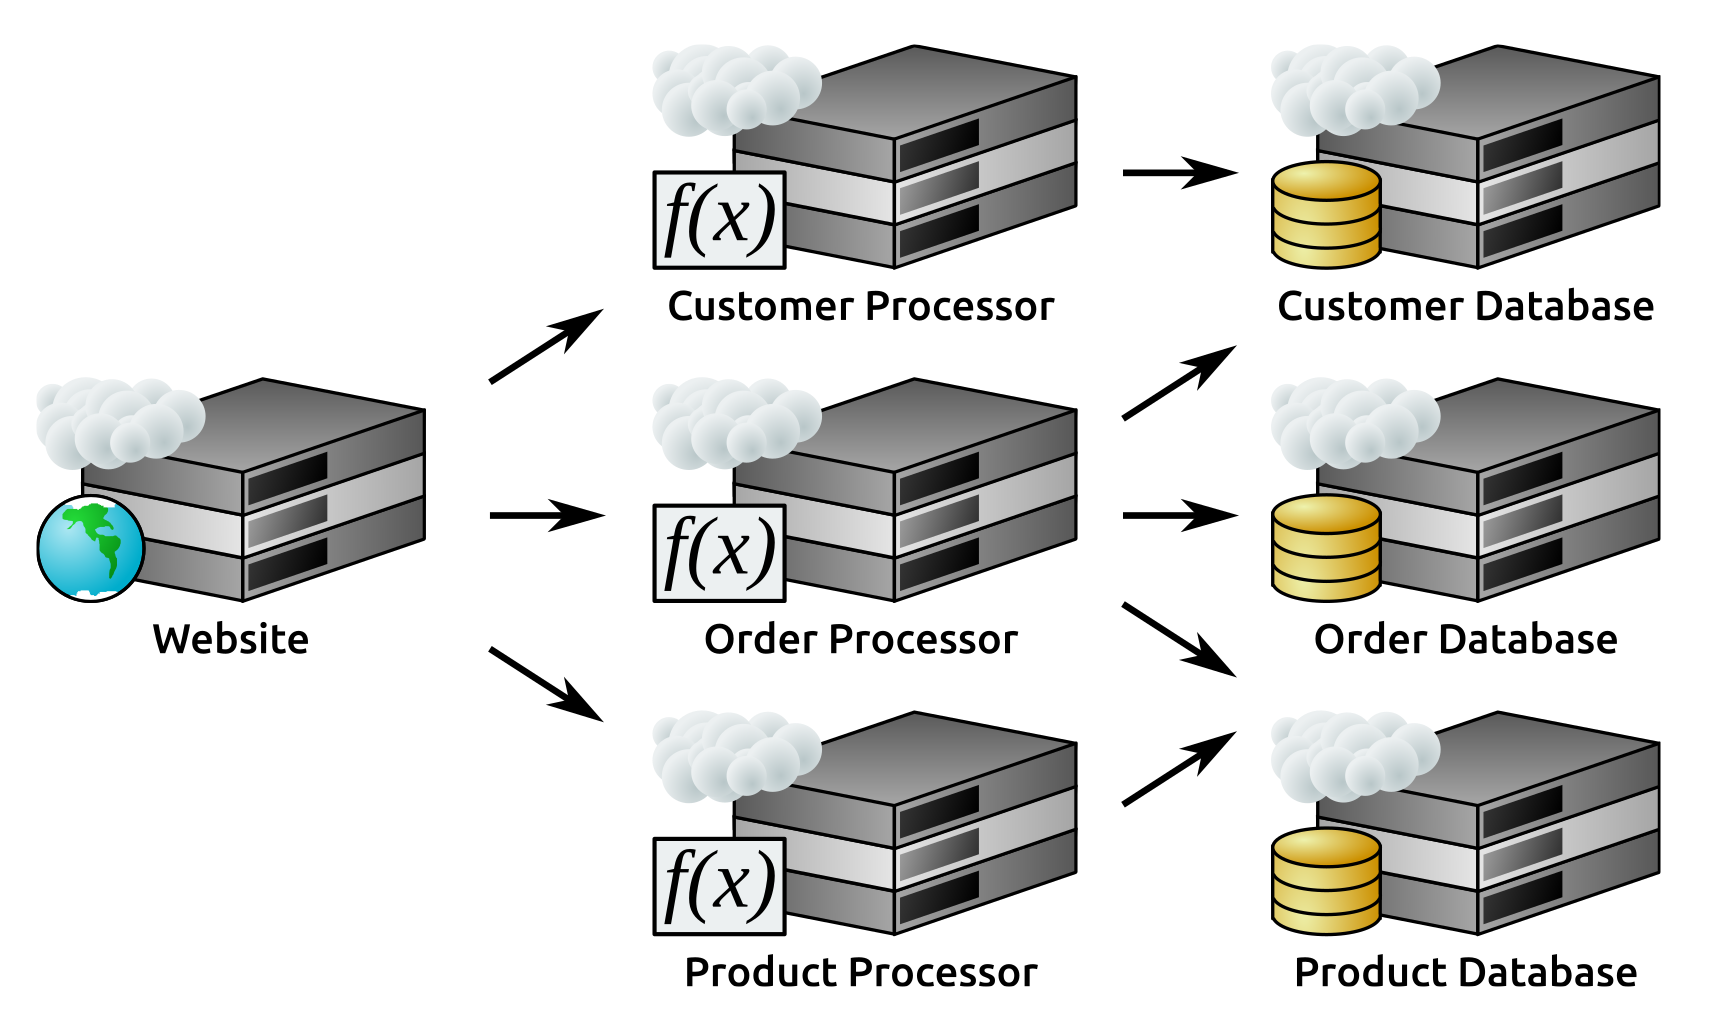 f(x)
Customer Processor
Customer Database
Website
f(x)
Order Processor
Order Database
f(x)
Product Processor
Product Database